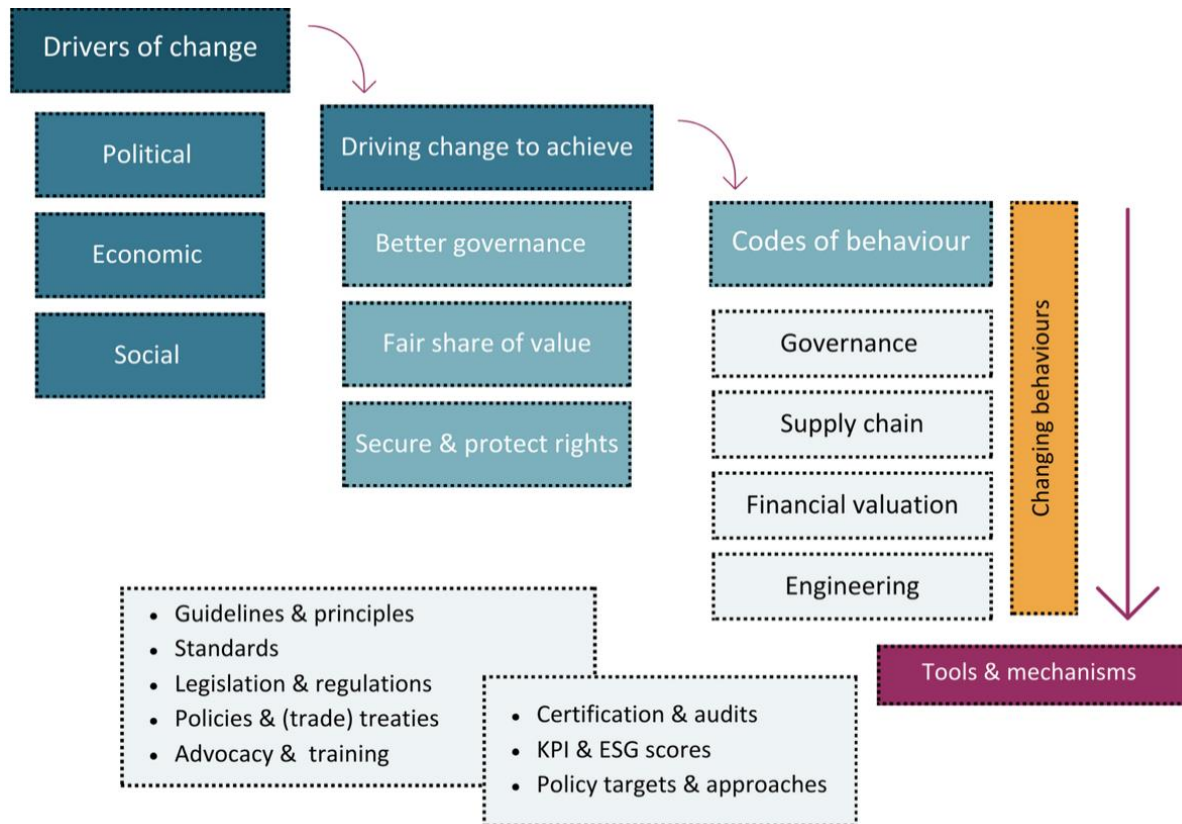 Drivers of change
Political
Economic
Social
Driving change to achieve
Better governance
Fair share of value
Secure & protect rights
Codes of behaviour
Governance
Supply chain
Financial valuation
Engineering
Changing behaviours
Tools & mechanisms
• Guidelines & principles
• Standards
• Legislation & regulations
• Policies & (trade) treaties
• Advocacy & training
• Certification & audits
• KPI & ESG scores
• Policy targets & approaches